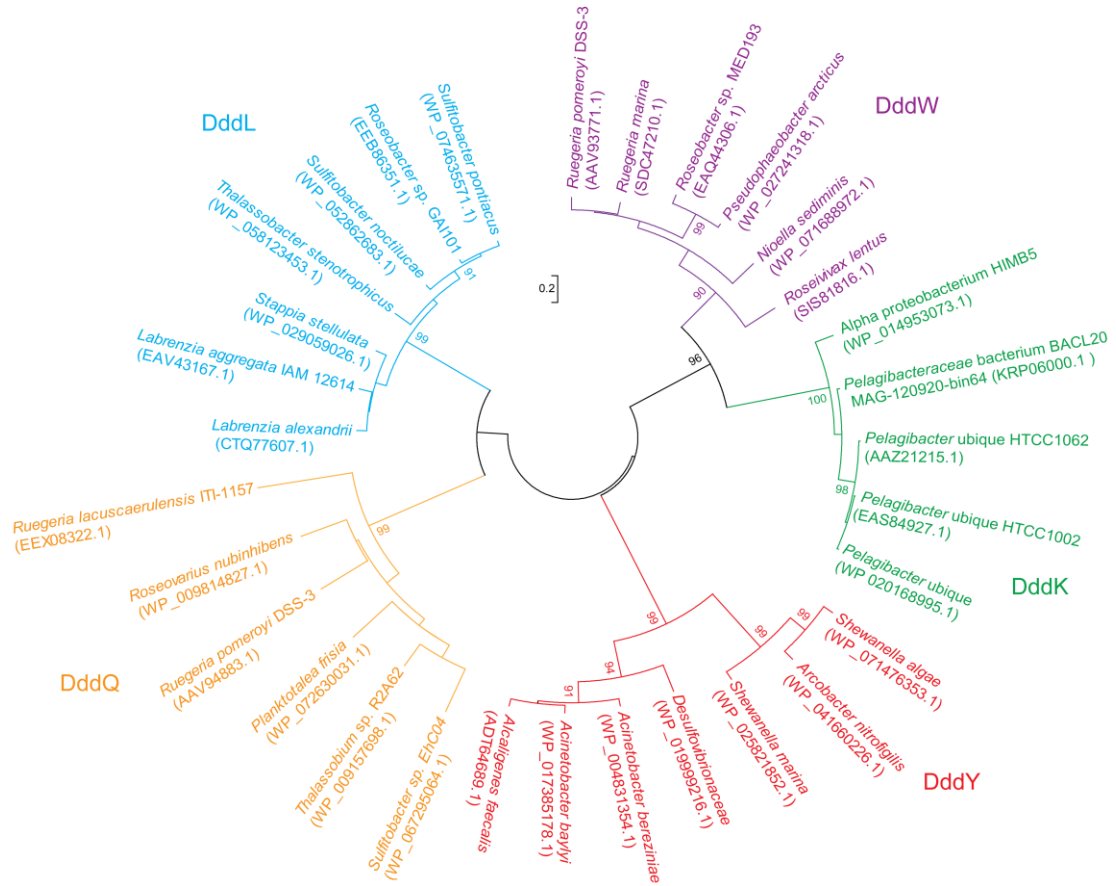 DddL
Sulfitobacter pontiacus
(WP_074635571.1)
Roseobacter sp. GAI101
(EEB86351.1)
Sulfitobacter noctilucae
(WP_052862683.1)
Thalassobacter stenotrophicus
(WP_058123453.1)
Stappia stellulata
(WP_029059026.1)
Labrenzia aggregata IAM 12614
(EAV43167.1)
Labrenzia alexandrii
(CTQ77607.1)
91
99
DddW
Ruegeria pomeroyi DSS-3
(AAV93771.1)
Ruegeria marina
(SDC47210.1)
Roseobacter sp. MED193
(EAQ44306.1)
Pseudophaeobacter arcticus
(WP_027241318.1)
Nioella sediminis
(WP_071688972.1)
Roseivivax lentus
(SIS81816.1)
99
90
96
0.2
Alpha proteobacterium HIMB5
(WP_014953073.1)
Pelagibacteraceae bacterium BACL20
MAG-120920-bin64 (KRP06000.1 )
Pelagibacter ubique HTCC1062
(AAZ21215.1)
Pelagibacter ubique HTCC1002
(EAS84927.1)
Pelagibacter ubique
(WP 020168995.1)
100
98
DddK
Ruegeria lacuscaerulensis ITI-1157
(EEX08322.1)
Roseovarius nubinhibens
(WP_009814827.1)
Ruegeria pomeroyi DSS-3
(AAV94883.1)
Planktotalea frisia
(WP_072630031.1)
Thalassobium sp. R2A62
(WP_009157698.1)
Sulfitobacter sp. EhC04
(WP_067295064.1)
99
DddQ
Alcaligenes faecalis
(ADT64689.1)
Acinetobacter baylyi
(WP_017385178.1)
Acinetobacter bereziniae
(WP_004831354.1)
Desulfovibrionaceae
(WP_019999216.1)
Shewanella marina
(WP_025821852.1)
Arcobacter nitrofigilis
(WP_041660226.1)
Shewanella algae
(WP_071476353.1)
99
94
91
99
99
DddY